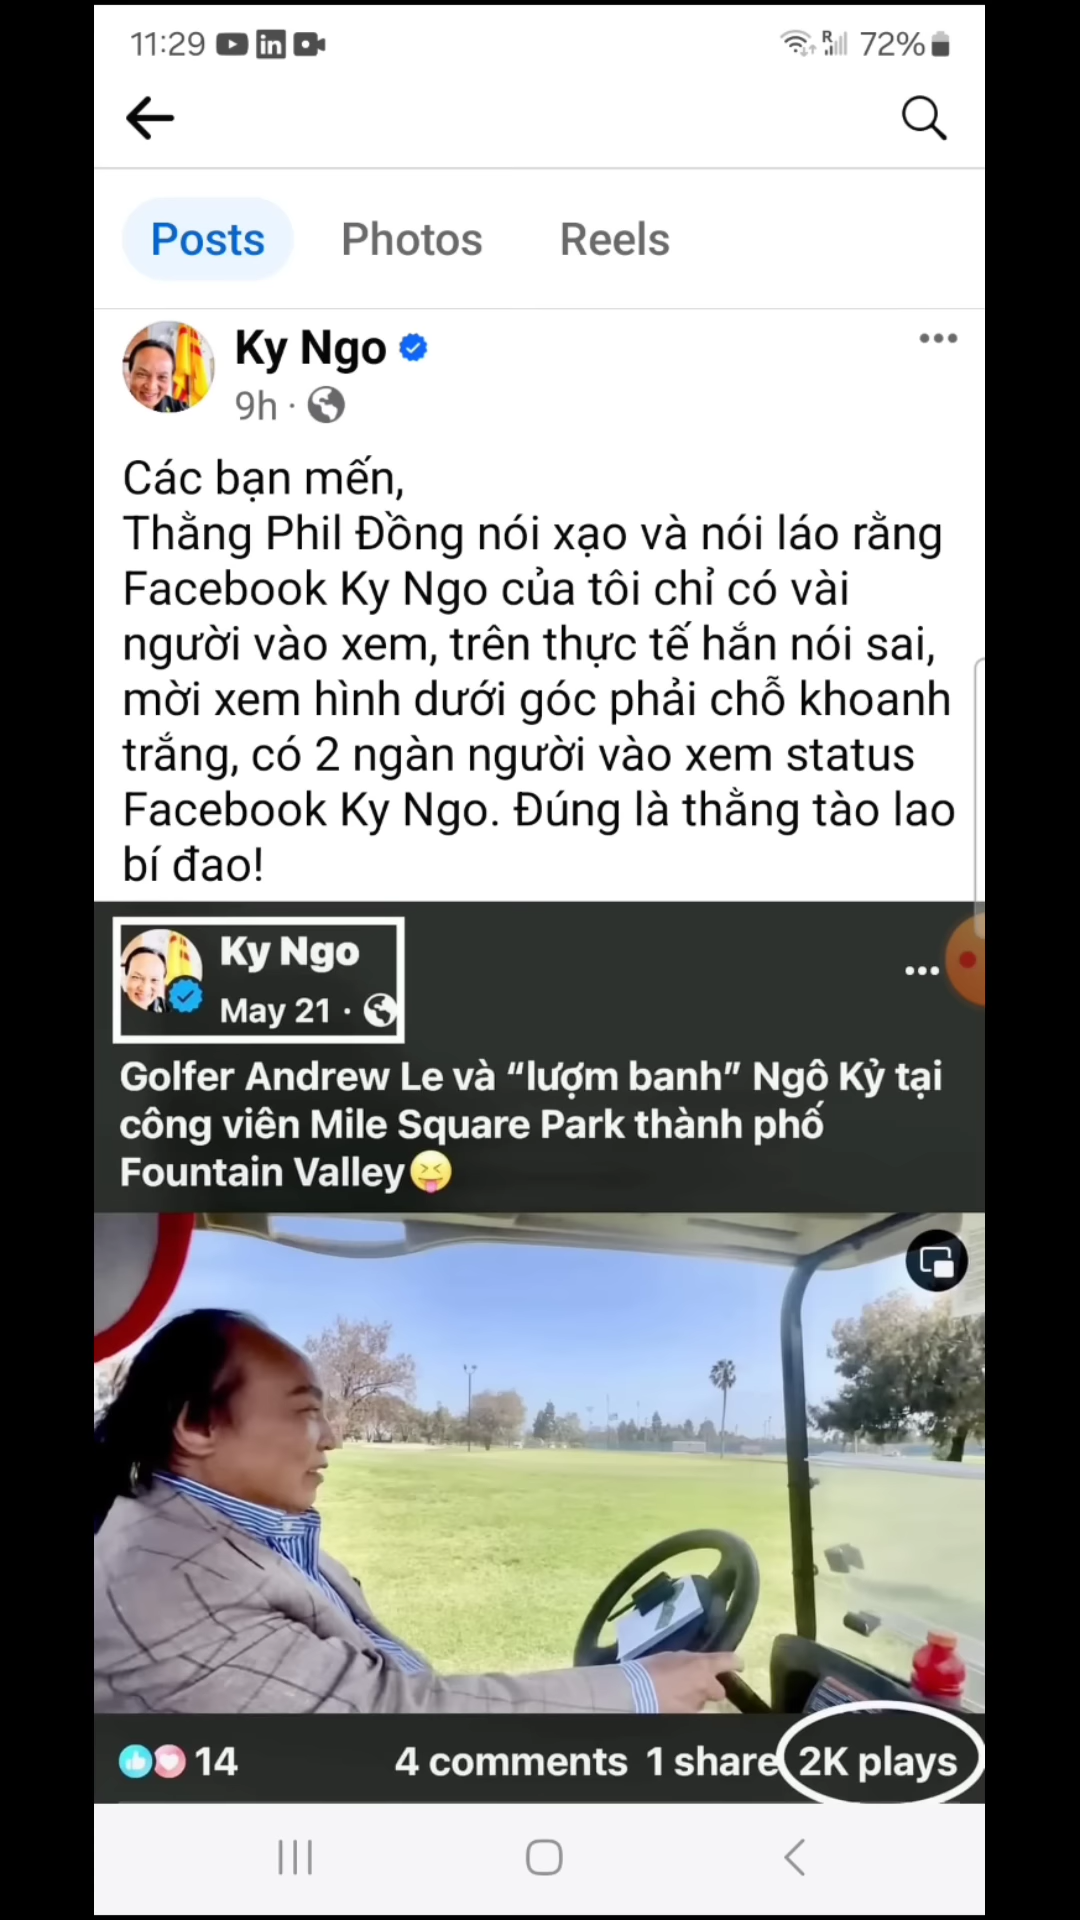 11:29
R
72%
Posts
Photos
Reels
Ky Ngo
9h ·
Các bạn mến,
Thằng Phil Đồng nói xạo và nói láo rằng
Facebook Ky Ngo của tôi chỉ có vài
người vào xem, trên thực tế hắn nói sai,
mời xem hình dưới góc phải chỗ khoanh
trắng, có 2 ngàn người vào xem status
Facebook Ky Ngo. Đúng là thằng tào lao
bí đao!
Ky Ngo
May 21 ·
Golfer Andrew Le và “lượm banh” Ngô Kỷ tại
công viên Mile Square Park thành phố
Fountain Valley😝
14
4 comments 1 share 2K plays